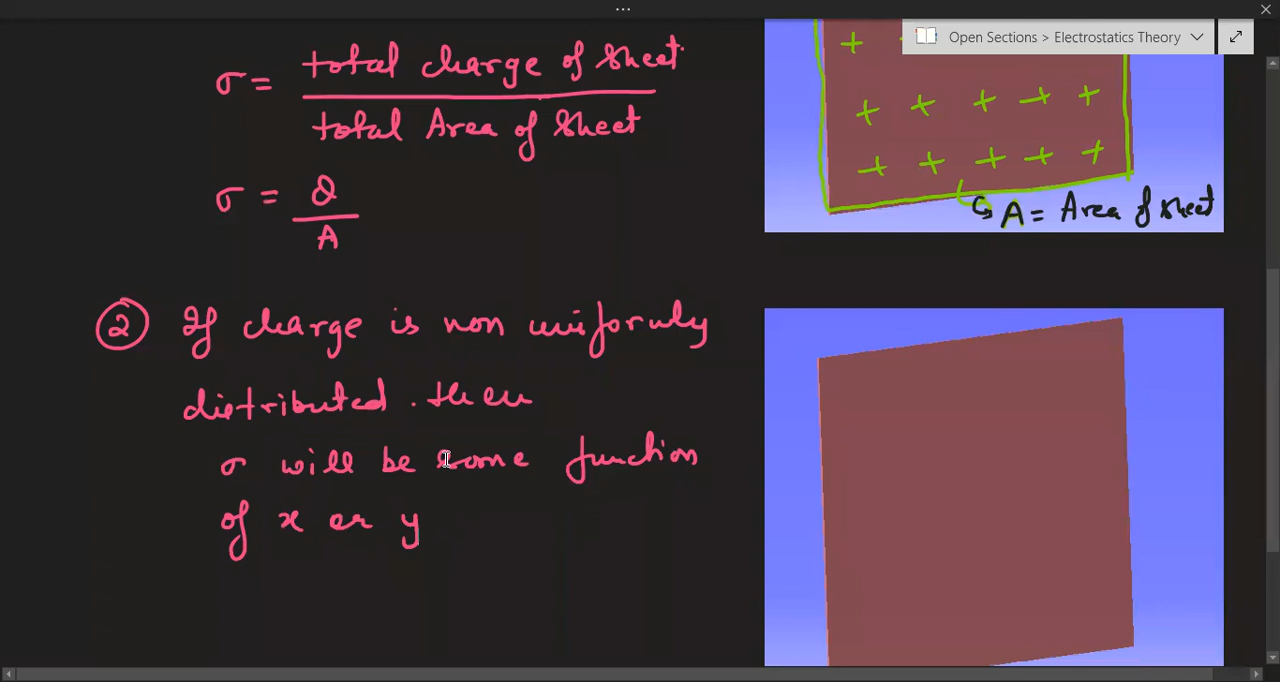 Open Sections > Electrostatics Theory
σ = total charge of sheet
total Area of sheet
σ = Q
A
A = Area of sheet
② If charge is non uniformly
distributed . then
σ will be some function
of x or y